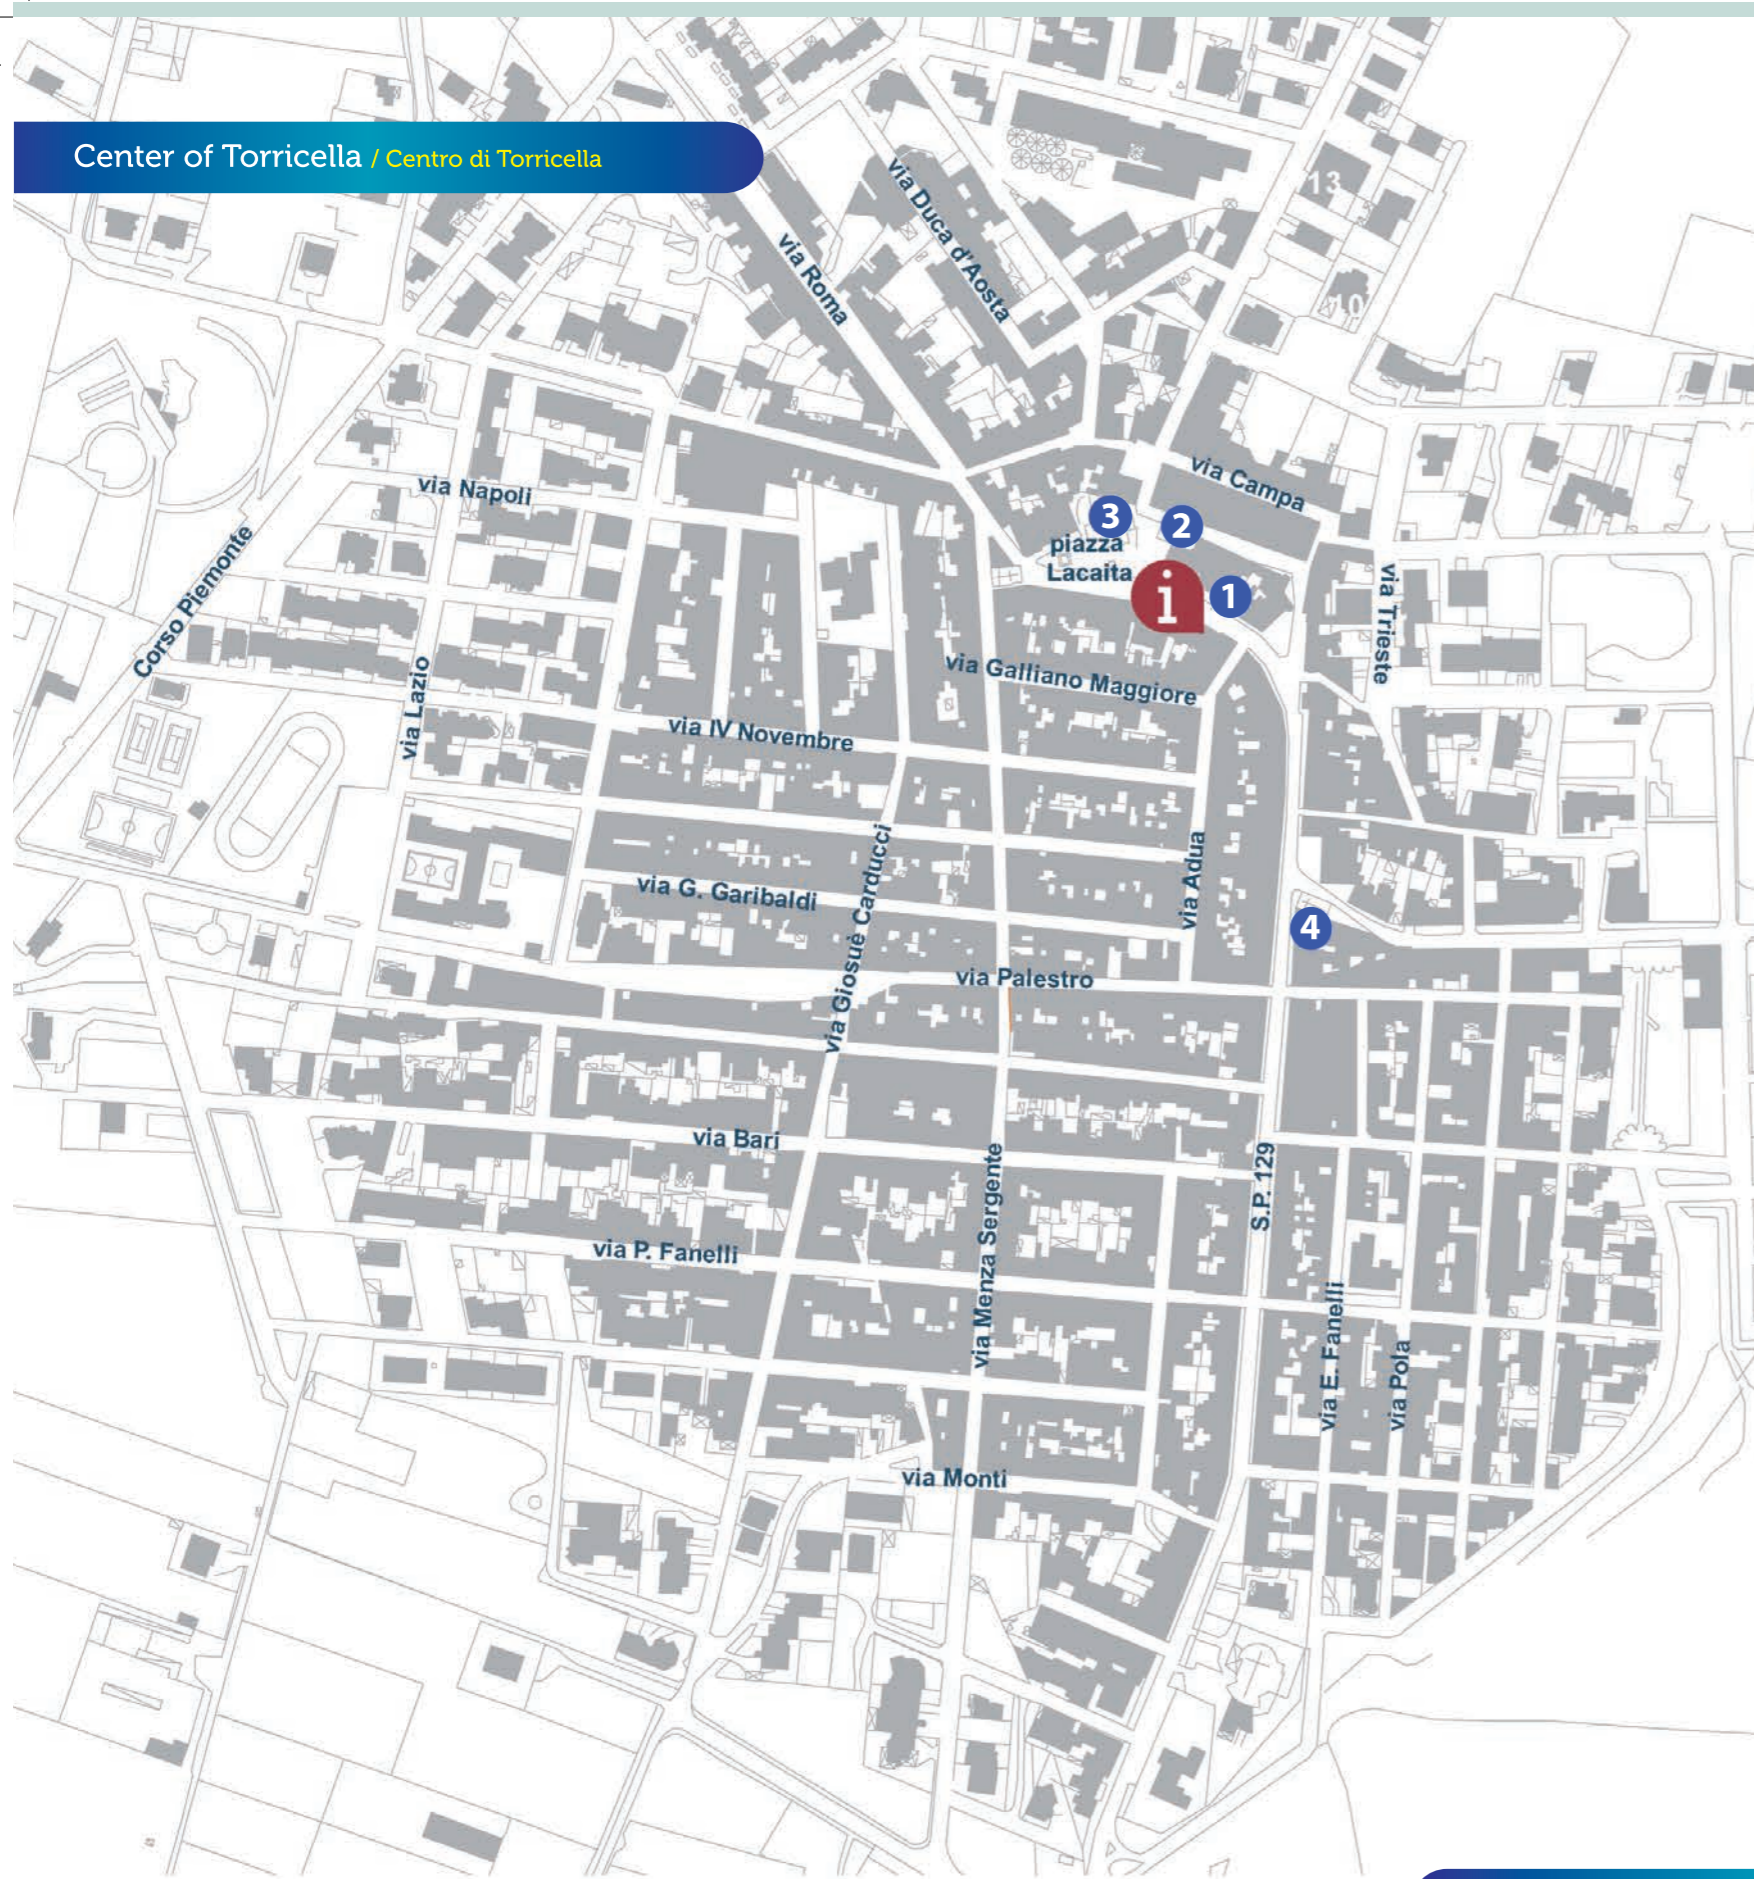 Center of Torricella / Centro di Torricella
13
10
via Duca d'Aosta
via Roma
via Campa
via Napoli
3
2
piazza
Lacaita
i
1
Corso Piemonte
via Trieste
via Lazio
via Galliano Maggiore
via IV Novembre
via Giosuè Carducci
via Adua
via G. Garibaldi
4
via Palestro
via Bari
via Menza Sergente
S.P. 129
via P. Fanelli
via E. Fanelli
via Pola
via Monti